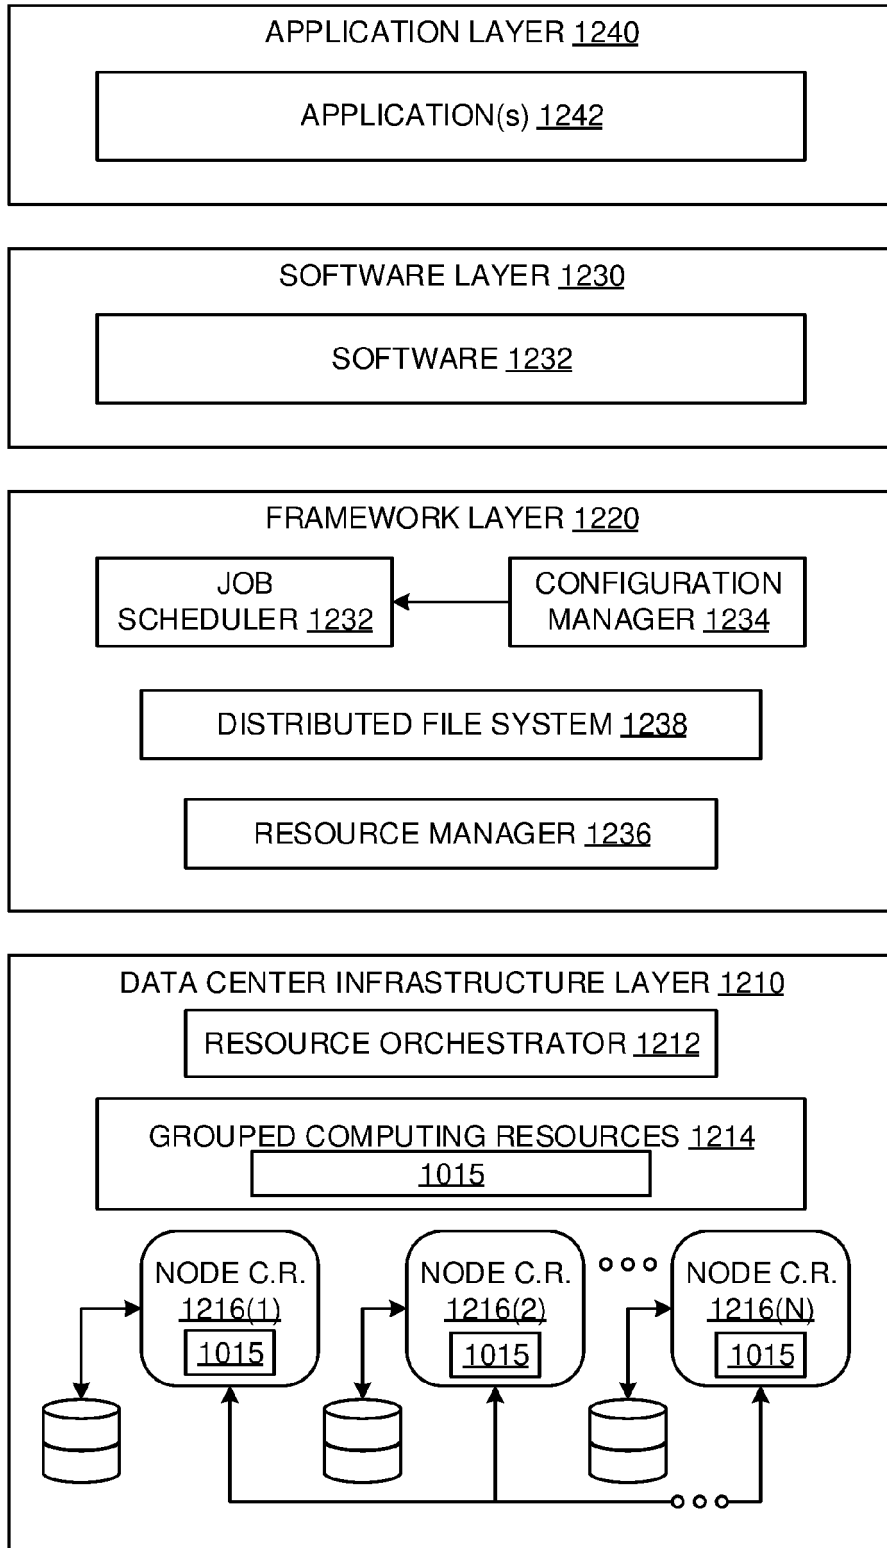 APPLICATION LAYER 1240
APPLICATION(s) 1242
SOFTWARE LAYER 1230
SOFTWARE 1232
FRAMEWORK LAYER 1220
JOB
SCHEDULER 1232
CONFIGURATION
MANAGER 1234
DISTRIBUTED FILE SYSTEM 1238
RESOURCE MANAGER 1236
DATA CENTER INFRASTRUCTURE LAYER 1210
RESOURCE ORCHESTRATOR 1212
GROUPED COMPUTING RESOURCES 1214
1015
NODE C.R.
1216(1)
1015
NODE C.R.
1216(2)
1015
NODE C.R.
1216(N)
1015